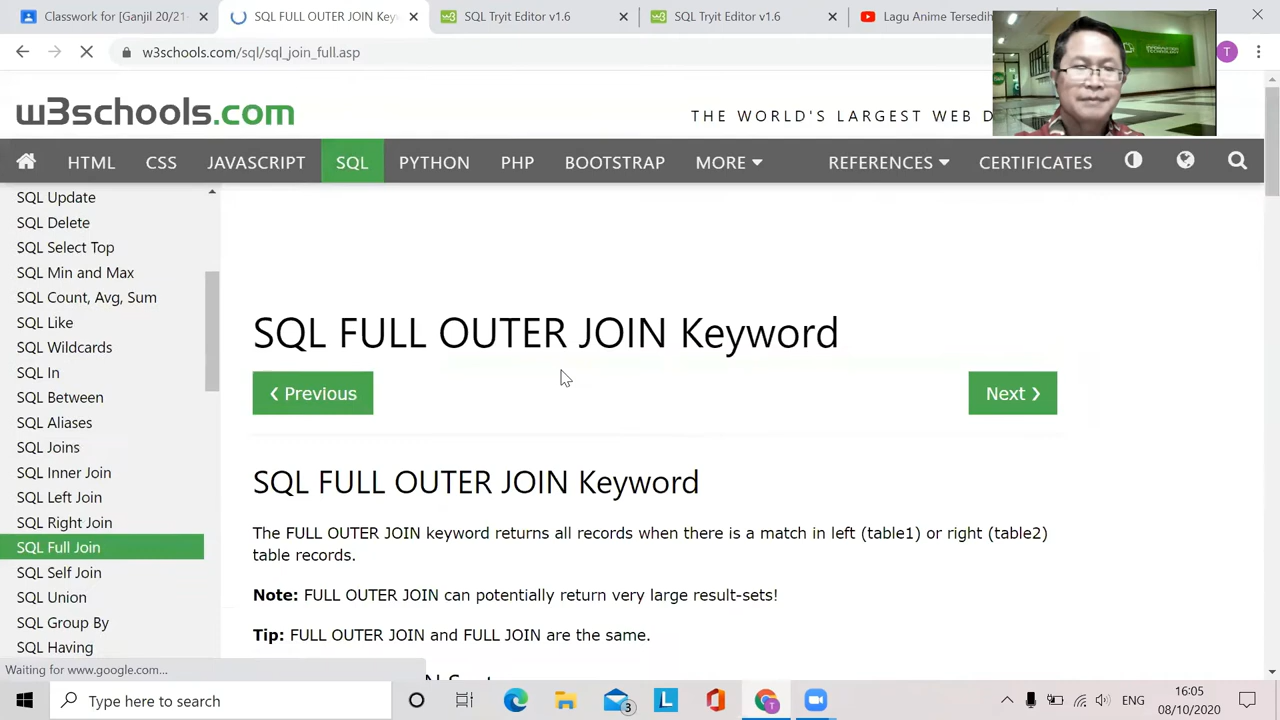 Classwork for [Ganjil 20/21
SQL FULL OUTER JOIN Key
SQL Tryit Editor v1.6
SQL Tryit Editor v1.6
Lagu Anime Tersedih
w3schools.com/sql/sql_join_full.asp
T
w3schools.com
THE WORLD'S LARGEST WEB D
HTML CSS JAVASCRIPT SQL PYTHON PHP BOOTSTRAP MORE REFERENCES CERTIFICATES
SQL Update
SQL Delete
SQL Select Top
SQL Min and Max
SQL Count, Avg, Sum
SQL Like
SQL Wildcards
SQL In
SQL Between
SQL Aliases
SQL Joins
SQL Inner Join
SQL Left Join
SQL Right Join
SQL Full Join
SQL Self Join
SQL Union
SQL Group By
SQL Having
SQL FULL OUTER JOIN Keyword
❮ Previous
Next ❯
SQL FULL OUTER JOIN Keyword
The FULL OUTER JOIN keyword returns all records when there is a match in left (table1) or right (table2)
table records.
Note: FULL OUTER JOIN can potentially return very large result-sets!
Tip: FULL OUTER JOIN and FULL JOIN are the same.
Waiting for www.google.com...
Type here to search
3
ENG
16:05
08/10/2020